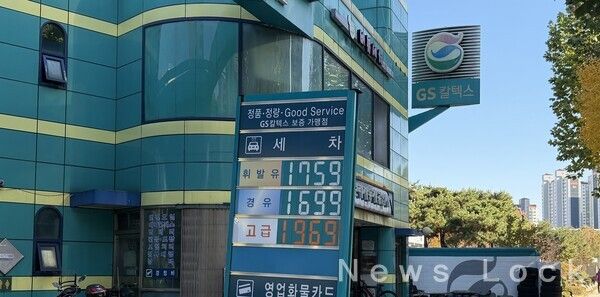 정품·정량·Good Service
GS칼텍스 보증 가맹점
세 차
휘발유 1759
경유 1699
고급 1969
영업화물카드
GS칼텍스
News Lock